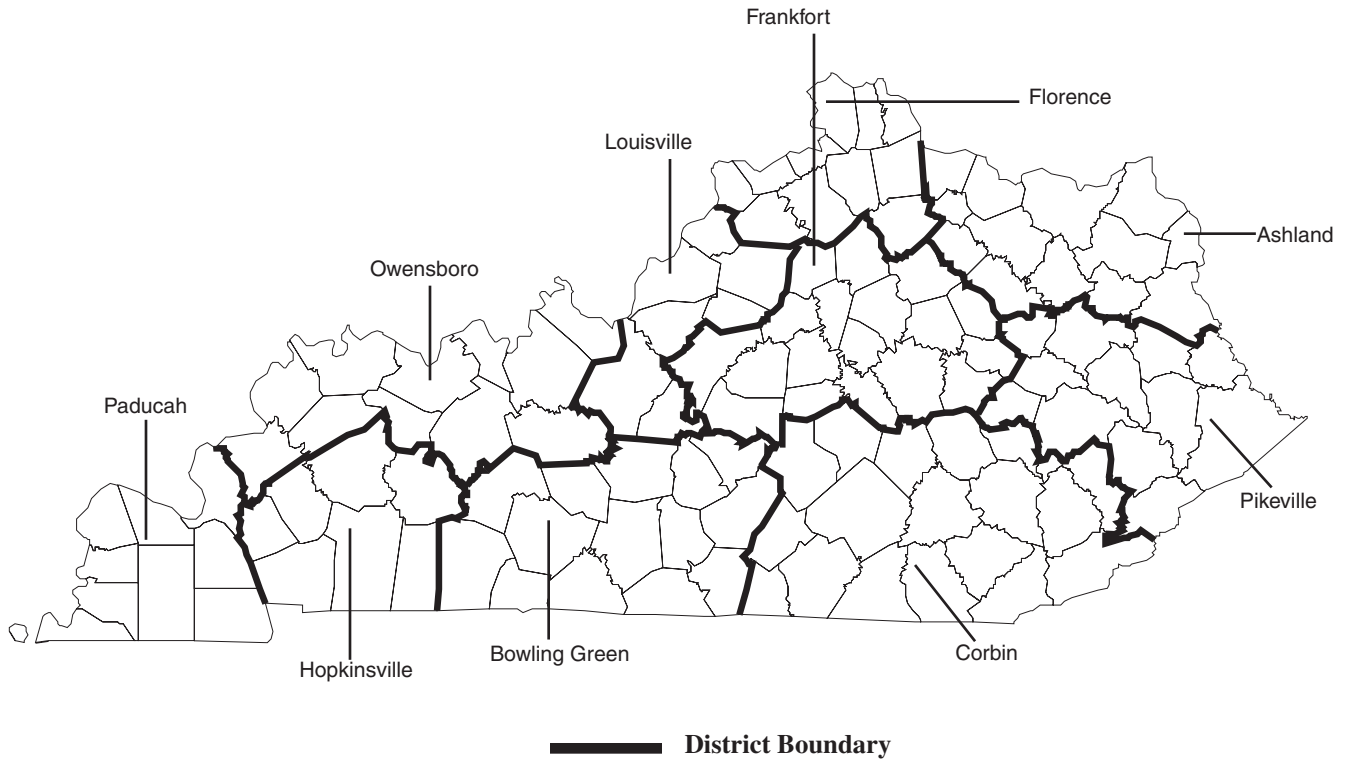 Frankfort
Florence
Louisville
Ashland
Owensboro
Paducah
Pikeville
Bowling Green
Corbin
Hopkinsville
District Boundary